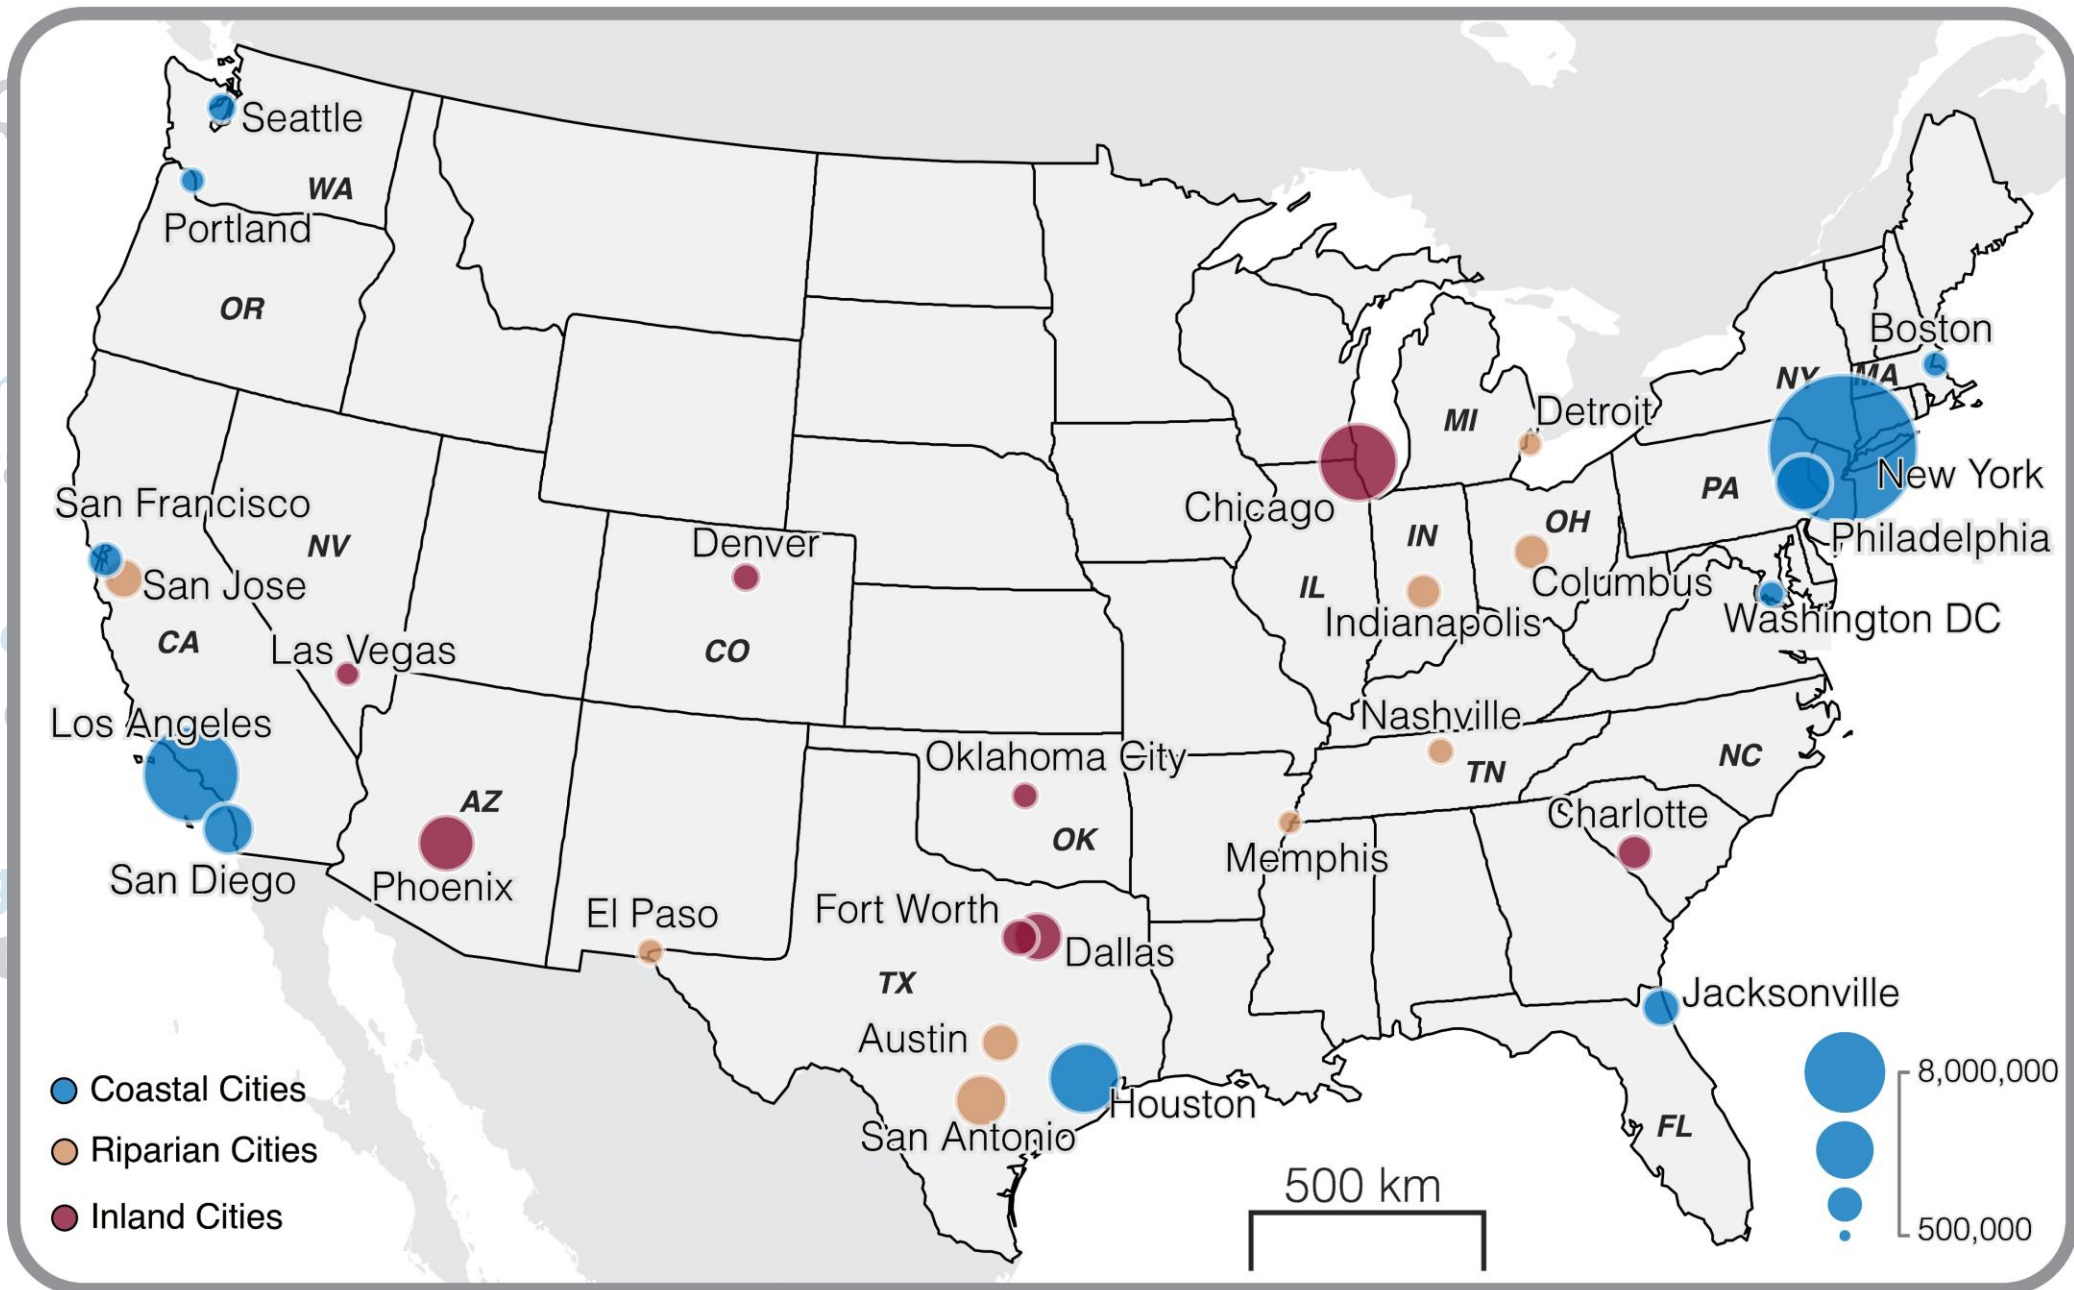 Seattle
WA
Portland
OR
Boston
NY
MA
Detroit
MI
New York
San Francisco
Chicago
PA
NV
IN
OH
Denver
Philadelphia
San Jose
IL
Columbus
Indianapolis
Washington DC
CA
Las Vegas
CO
Los Angeles
Nashville
Oklahoma City
TN
NC
AZ
Charlotte
OK
Memphis
San Diego
Phoenix
El Paso
Fort Worth
Dallas
TX
Jacksonville
Austin
8,000,000
Coastal Cities
Houston
FL
San Antonio
Riparian Cities
500 km
Inland Cities
500,000